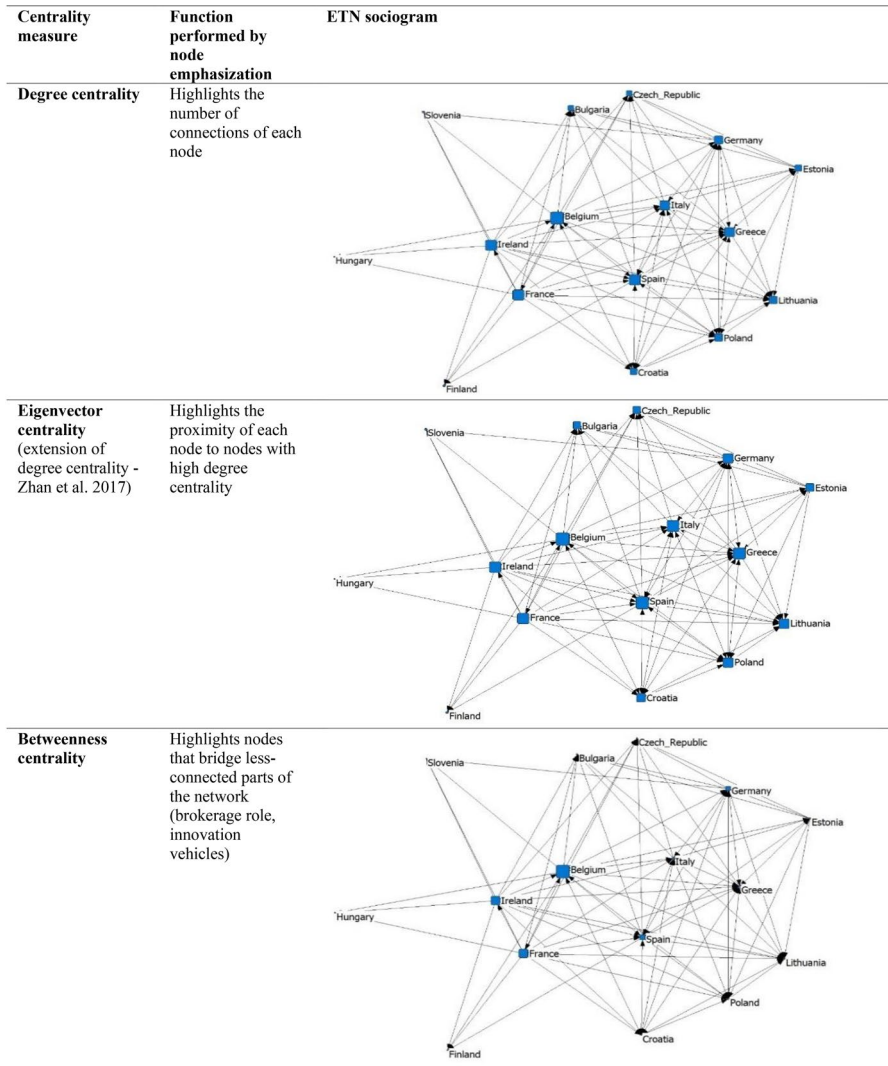 Centrality measure
Function performed by node emphasization
ETN sociogram
Degree centrality
Highlights the
number of
connections of each
node
Czech_Republic
Bulgaria
Slovenia
Germany
Estonia
Italy
Belgium
Greece
Ireland
Hungary
Spain
France
Lithuania
Poland
Croatia
Finland
Eigenvector
centrality
(extension of
degree centrality -
Zhan et al. 2017)
Highlights the
proximity of each
node to nodes with
high degree
centrality
Czech_Republic
Bulgaria
Slovenia
Germany
Estonia
Italy
Belgium
Greece
Ireland
Hungary
Spain
France
Lithuania
Poland
Croatia
Finland
Betweenness
centrality
Highlights nodes
that bridge less-
connected parts of
the network
(brokerage role,
innovation
vehicles)
Czech_Republic
Bulgaria
Slovenia
Germany
Estonia
Italy
Belgium
Greece
Ireland
Hungary
Spain
France
Lithuania
Poland
Croatia
Finland